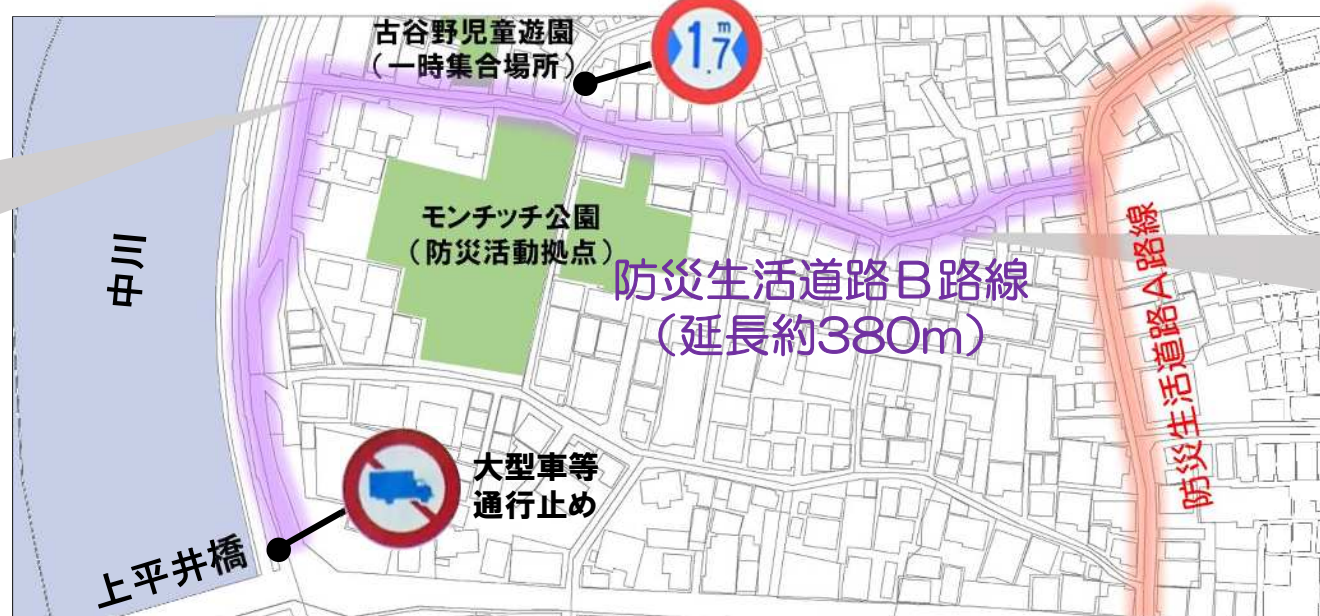 古谷野児童遊園
（一時集合場所）
1.7m
モンチッチ公園
（防災活動拠点）
中川
防災生活道路B路線
（延長約380m）
防災生活道路A路線
大型車等
通行止め
上平井橋